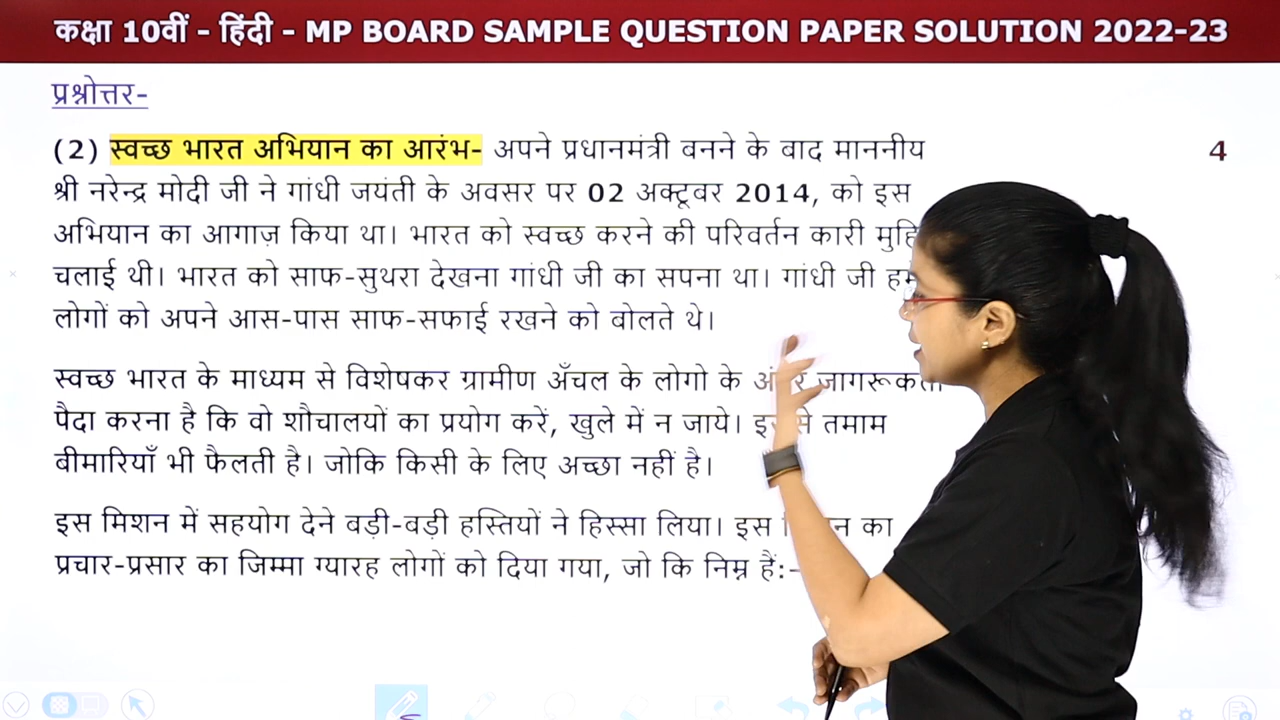 कक्षा 10वीं - हिंदी - MP BOARD SAMPLE QUESTION PAPER SOLUTION 2022-23
प्रश्नोत्तर-
(2) स्वच्छ भारत अभियान का आरंभ- अपने प्रधानमंत्री बनने के बाद माननीय 4
श्री नरेन्द्र मोदी जी ने गांधी जयंती के अवसर पर 02 अक्टूबर 2014, को इस
अभियान का आगाज़ किया था। भारत को स्वच्छ करने की परिवर्तन कारी
चलाई थी। भारत को साफ-सुथरा देखना गांधी जी का सपना था। गांधी जी
लोगों को अपने आस-पास साफ-सफाई रखने को बोलते थे।
स्वच्छ भारत के माध्यम से विशेषकर ग्रामीण अँचल के लोगो के जागरूकता
पैदा करना है कि वो शौचालयों का प्रयोग करें, खुले में न जाये। तमाम
बीमारियाँ भी फैलती है। जोकि किसी के लिए अच्छा नहीं है।
इस मिशन में सहयोग देने बड़ी-बड़ी हस्तियों ने हिस्सा लिया। इस का
प्रचार-प्रसार का जिम्मा ग्यारह लोगों को दिया गया, जो कि निम्न हैं:-